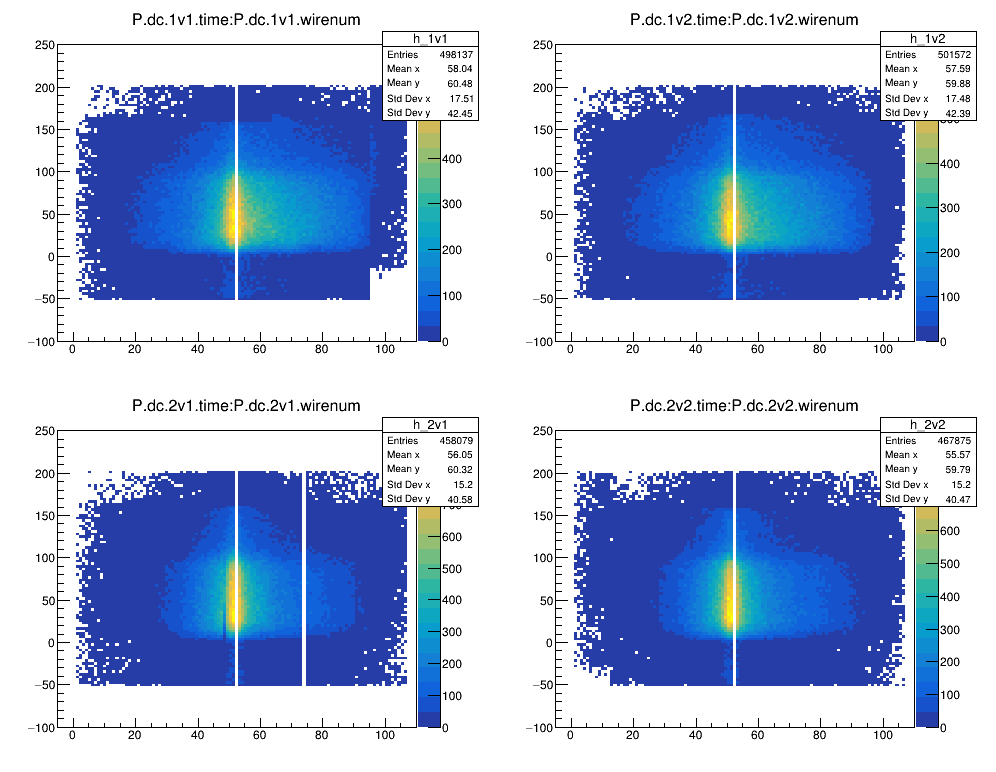 P.dc.1v1.time:P.dc.1v1.wirenum
h_1v1
Entries 498137
Mean x 58.04
Mean y 60.48
Std Dev x 17.51
Std Dev y 42.45
250
200
150
100
50
0
−50
−100
0 20 40 60 80 100
400
300
200
100
0
P.dc.1v2.time:P.dc.1v2.wirenum
h_1v2
Entries 501572
Mean x 57.59
Mean y 59.88
Std Dev x 17.48
Std Dev y 42.39
250
200
150
100
50
0
−50
−100
0 20 40 60 80 100
400
300
200
100
0
P.dc.2v1.time:P.dc.2v1.wirenum
h_2v1
Entries 458079
Mean x 56.05
Mean y 60.32
Std Dev x 15.2
Std Dev y 40.58
250
200
150
100
50
0
−50
−100
0 20 40 60 80 100
600
500
400
300
200
100
0
P.dc.2v2.time:P.dc.2v2.wirenum
h_2v2
Entries 467875
Mean x 55.57
Mean y 59.79
Std Dev x 15.2
Std Dev y 40.47
250
200
150
100
50
0
−50
−100
0 20 40 60 80 100
600
500
400
300
200
100
0